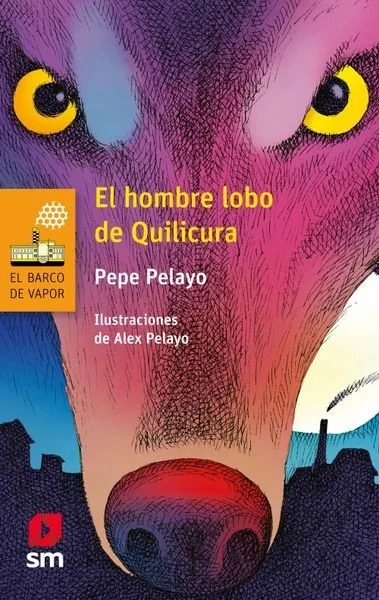 El hombre lobo
de Quilicura
EL BARCO
DE VAPOR
Pepe Pelayo
Ilustraciones
de Alex Pelayo
sm